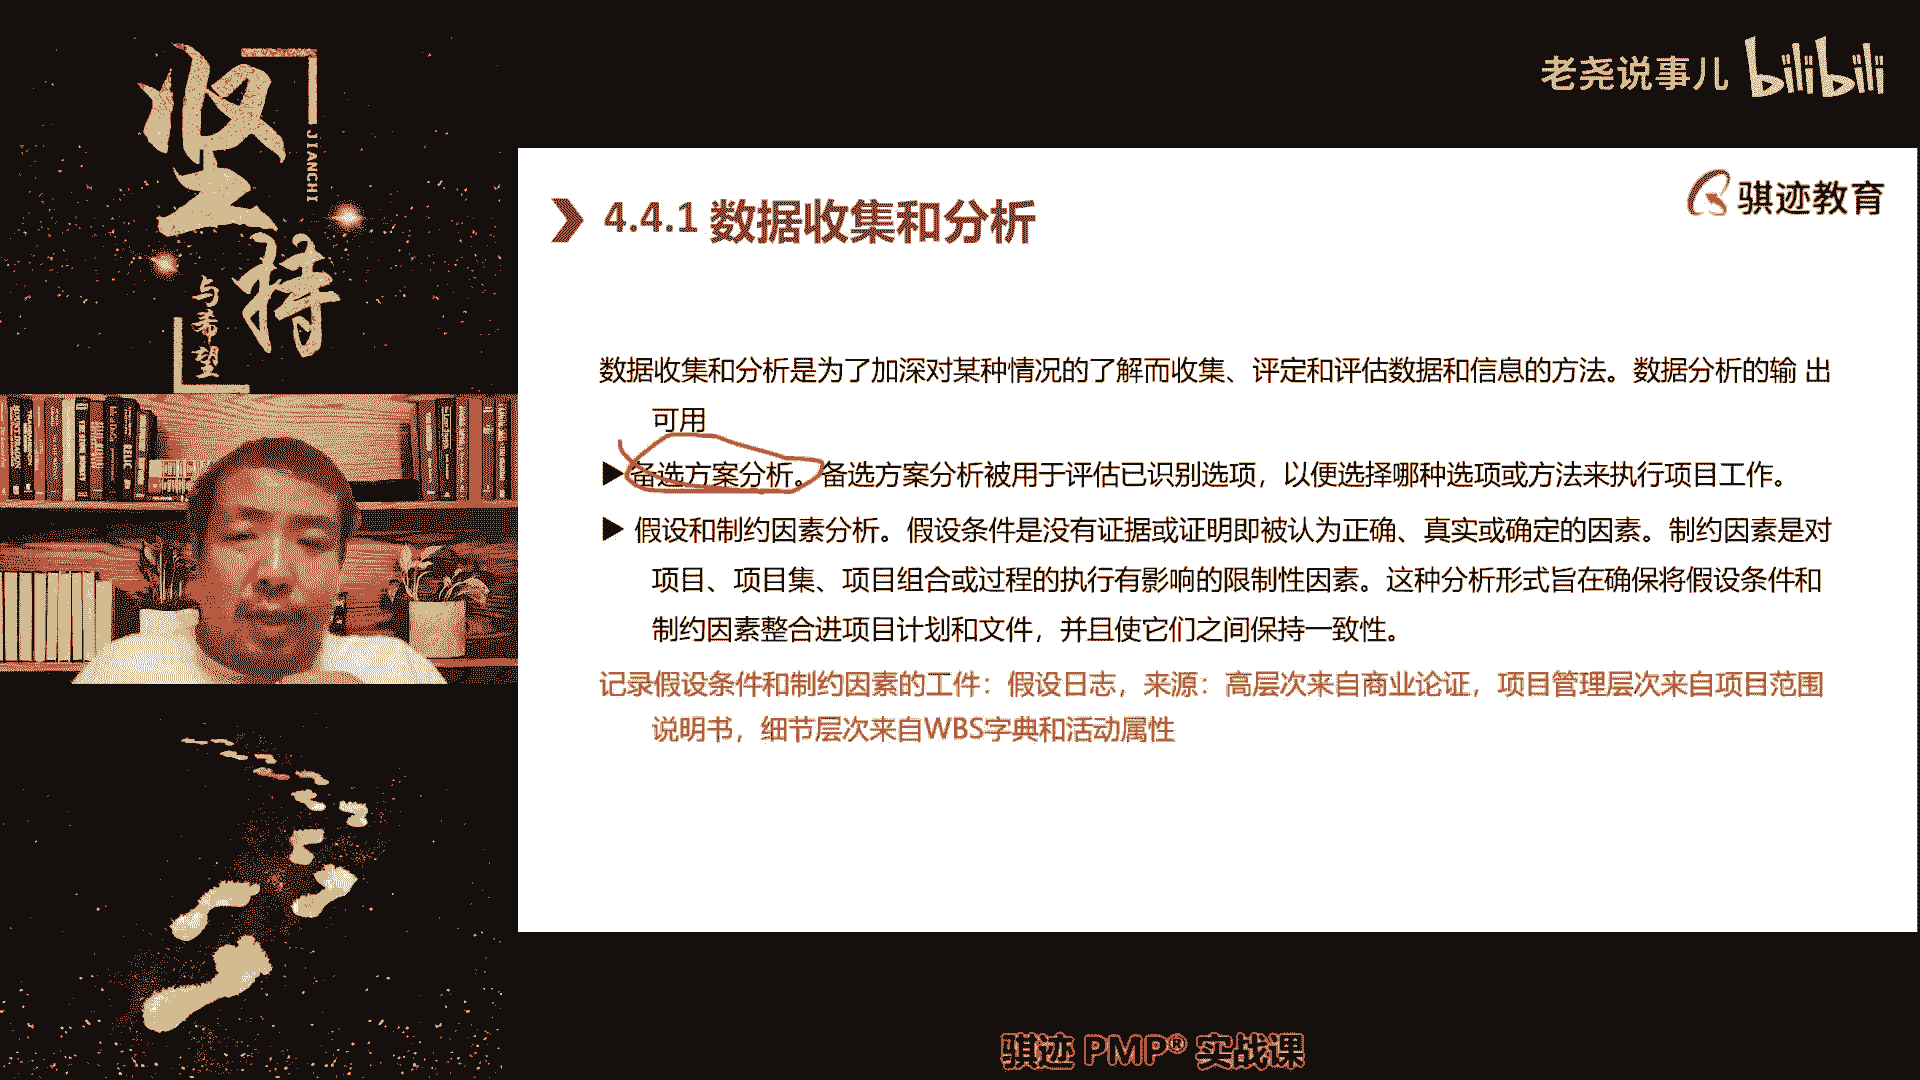 坚持
JIANCHI
与希望
老尧说事儿 bilibili
骐迹教育
4.4.1 数据收集和分析
数据收集和分析是为了加深对某种情况的了解而收集、评定和评估数据和信息的方法。数据分析的输 出
可用
▶备选方案分析。备选方案分析被用于评估已识别选项，以便选择哪种选项或方法来执行项目工作。
▶ 假设和制约因素分析。假设条件是没有证据或证明即被认为正确、真实或确定的因素。制约因素是对
项目、项目集、项目组合或过程的执行有影响的限制性因素。这种分析形式旨在确保将假设条件和
制约因素整合进项目计划和文件，并且使它们之间保持一致性。
记录假设条件和制约因素的工件：假设日志，来源：高层次来自商业论证，项目管理层次来自项目范围
说明书，细节层次来自WBS字典和活动属性
骐迹 PMP® 实战课